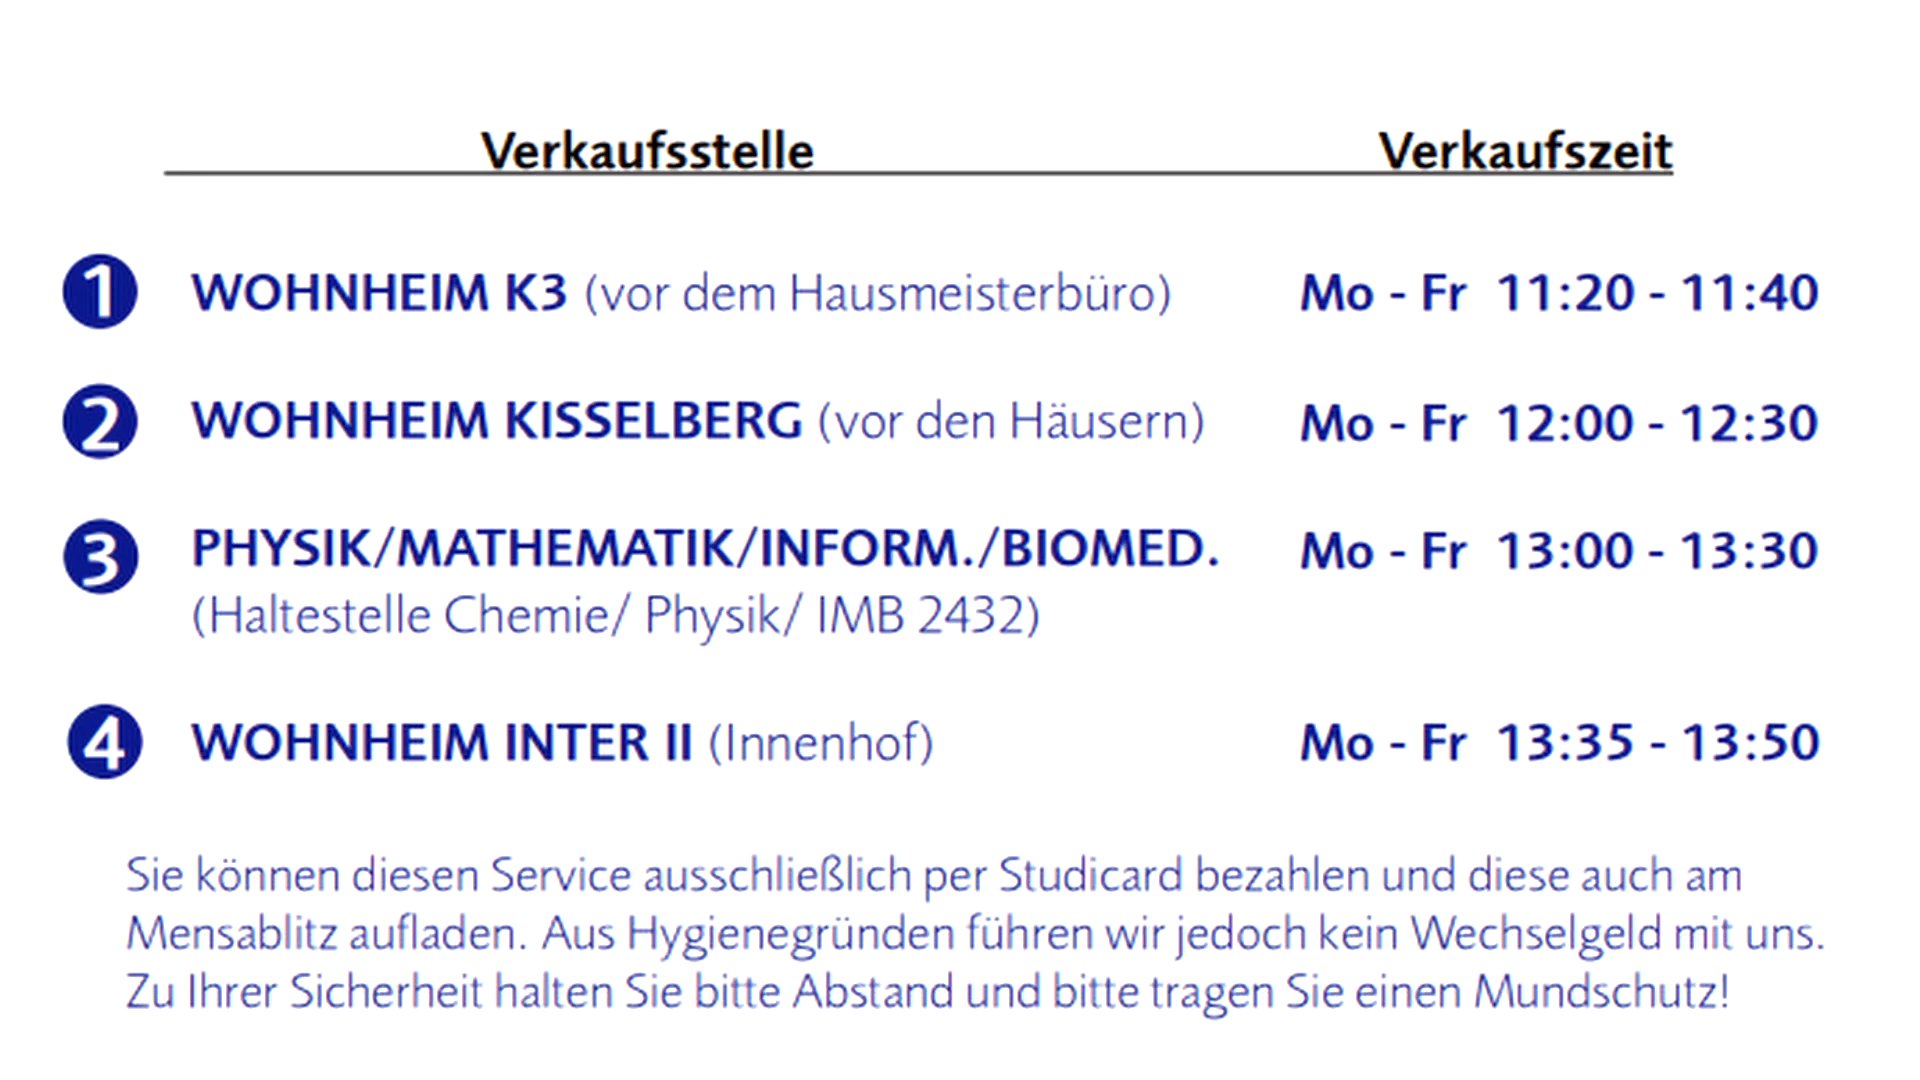 Verkaufsstelle Verkaufszeit
1 WOHNHEIM K3 (vor dem Hausmeisterbüro) Mo - Fr 11:20 - 11:40
2 WOHNHEIM KISSELBERG (vor den Häusern) Mo - Fr 12:00 - 12:30
3 PHYSIK/MATHEMATIK/INFORM./BIOMED. Mo - Fr 13:00 - 13:30
(Haltestelle Chemie/ Physik/ IMB 2432)
4 WOHNHEIM INTER II (Innenhof) Mo - Fr 13:35 - 13:50
Sie können diesen Service ausschließlich per Studicard bezahlen und diese auch am
Mensablitz aufladen. Aus Hygienegründen führen wir jedoch kein Wechselgeld mit uns.
Zu Ihrer Sicherheit halten Sie bitte Abstand und bitte tragen Sie einen Mundschutz!